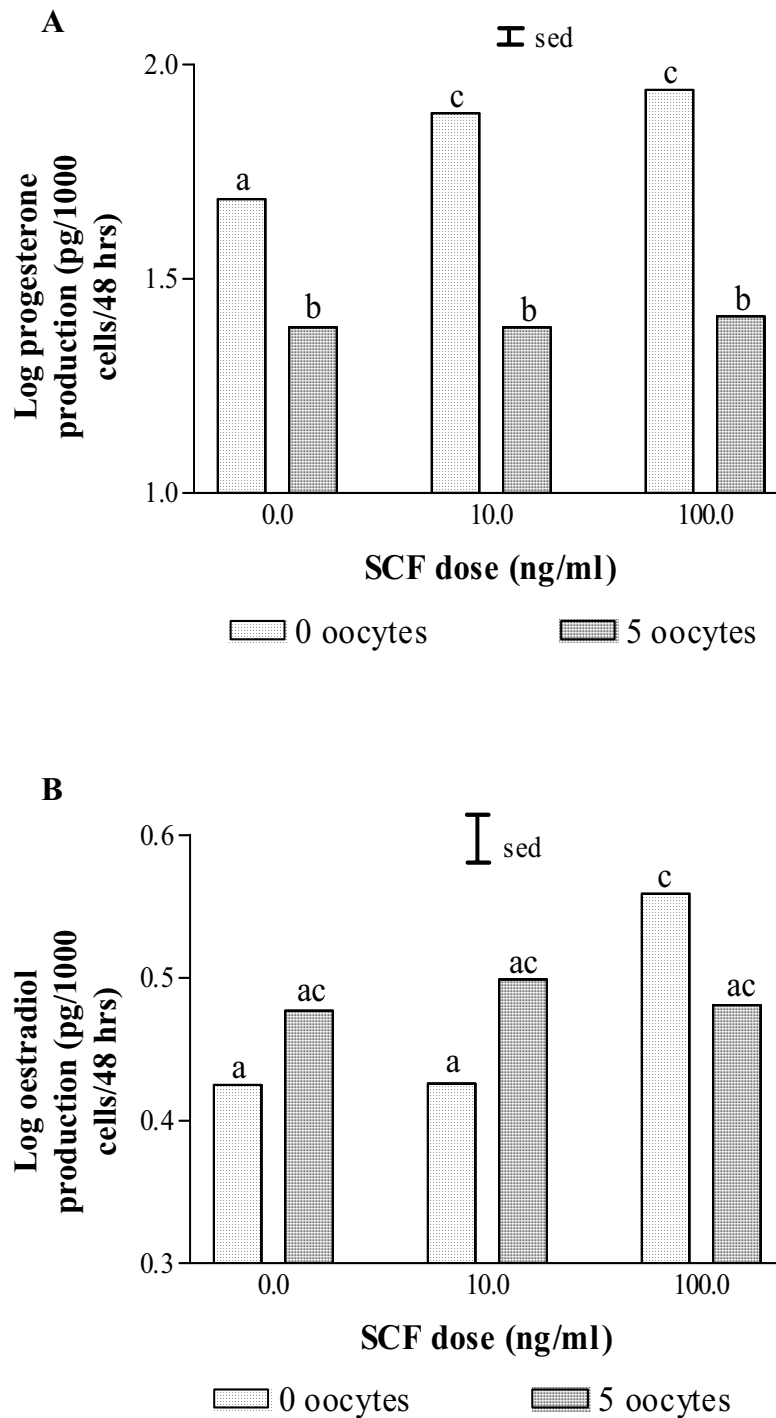 A
sed
2.0
c
c
a
Log progesterone
production (pg/1000
cells/48 hrs)
1.5
b
b
b
1.0
0.0
10.0
100.0
SCF dose (ng/ml)
0 oocytes
5 oocytes
B
0.6
sed
c
Log oestradiol
production (pg/1000
cells/48 hrs)
0.5
ac
ac
ac
a
a
0.4
0.3
0.0
10.0
100.0
SCF dose (ng/ml)
0 oocytes
5 oocytes